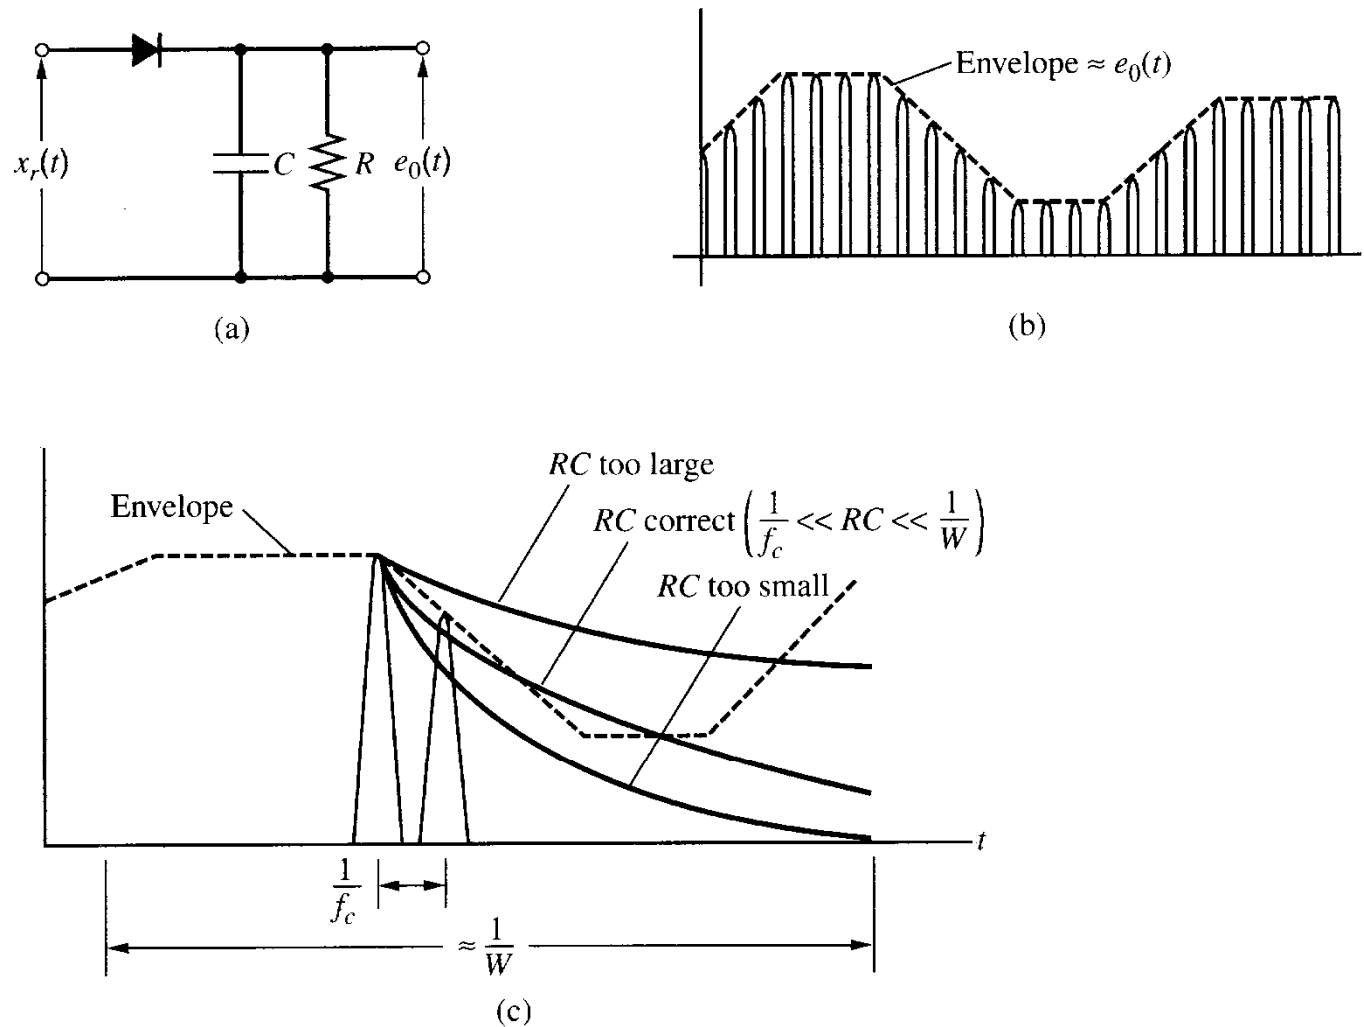 x_r(t)
C
R
e_0(t)
(a)
Envelope ≈ e_0(t)
(b)
RC too large
Envelope
RC correct (1/f_c << RC << 1/W)
RC too small
t
1/f_c
≈ 1/W
(c)